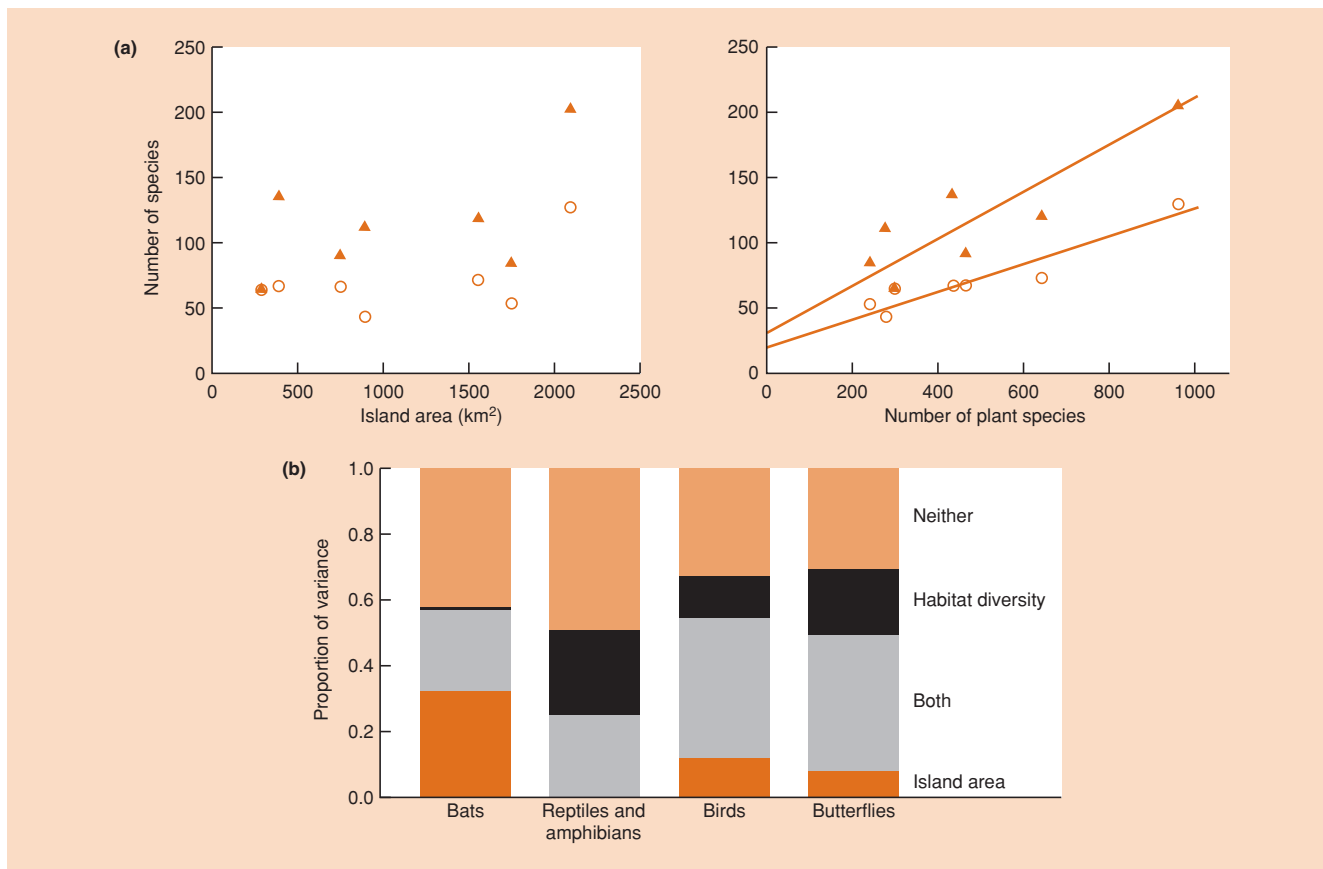 (a)
250
200
150
100
50
0
Number of species
0 500 1000 1500 2000 2500
Island area (km²)
250
200
150
100
50
0
0 200 400 600 800 1000
Number of plant species
(b)
1.0
0.8
0.6
0.4
0.2
0.0
Proportion of variance
Neither
Habitat diversity
Both
Island area
Bats
Reptiles and
amphibians
Birds
Butterflies